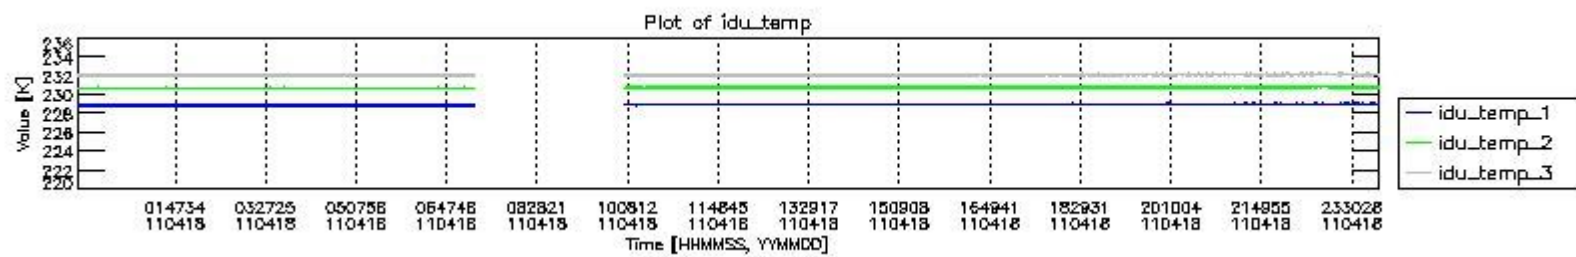 Plot of idu_temp
Value [K]
236
234
232
230
228
226
224
222
220
014734 032725 050756 064746 082821 100812 114845 132917 150908 164941 182931 201004 214955 233028
110418 110418 110418 110418 110418 110418 110418 110418 110418 110418 110418 110418 110418 110418
Time [HHMMSS, YYMMDD]
idu_temp_1
idu_temp_2
idu_temp_3